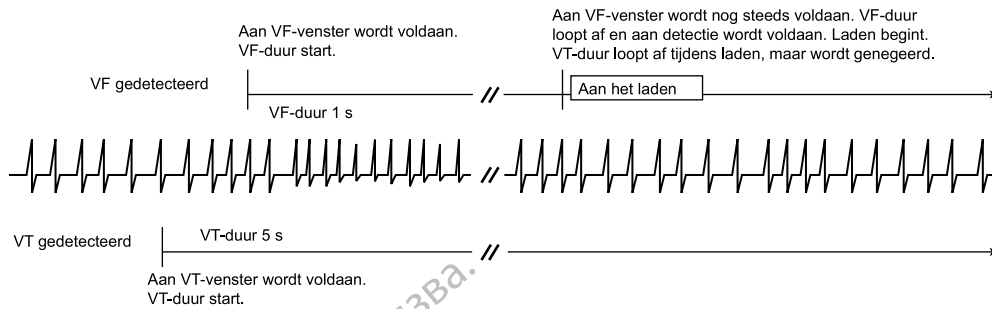 Aan VF-venster wordt voldaan.
VF-duur start.
Aan VF-venster wordt nog steeds voldaan. VF-duur
loopt af en aan detectie wordt voldaan. Laden begint.
VT-duur loopt af tijdens laden, maar wordt genegeerd.
VF gedetecteerd
Aan het laden
VF-duur 1 s
VT gedetecteerd
VT-duur 5 s
Aan VT-venster wordt voldaan.
VT-duur start.